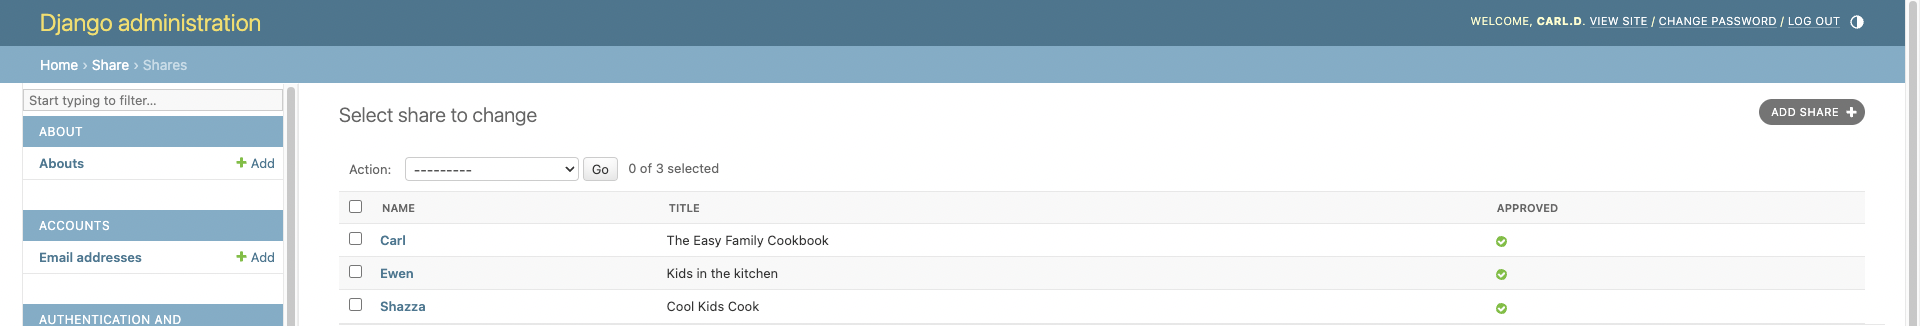 Django administration
WELCOME, CARL.D. VIEW SITE / CHANGE PASSWORD / LOG OUT
Home › Share › Shares
Start typing to filter...
ABOUT
Abouts + Add
ACCOUNTS
Email addresses + Add
AUTHENTICATION AND
Select share to change
ADD SHARE +
Action: --------- Go 0 of 3 selected
NAME TITLE APPROVED
Carl The Easy Family Cookbook
Ewen Kids in the kitchen
Shazza Cool Kids Cook